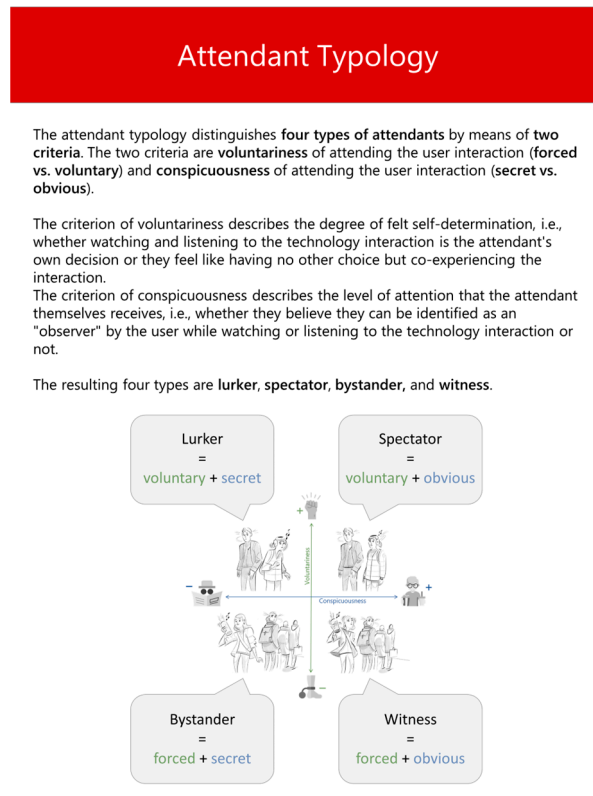 Attendant Typology
The attendant typology distinguishes four types of attendants by means of two
criteria. The two criteria are voluntariness of attending the user interaction (forced
vs. voluntary) and conspicuousness of attending the user interaction (secret vs.
obvious).
The criterion of voluntariness describes the degree of felt self-determination, i.e.,
whether watching and listening to the technology interaction is the attendant's
own decision or they feel like having no other choice but co-experiencing the
interaction.
The criterion of conspicuousness describes the level of attention that the attendant
themselves receives, i.e., whether they believe they can be identified as an
"observer" by the user while watching or listening to the technology interaction or
not.
The resulting four types are lurker, spectator, bystander, and witness.
Lurker
=
voluntary + secret
Spectator
=
voluntary + obvious
+
Voluntariness
-
Conspicuousness
+
-
Bystander
=
forced + secret
Witness
=
forced + obvious